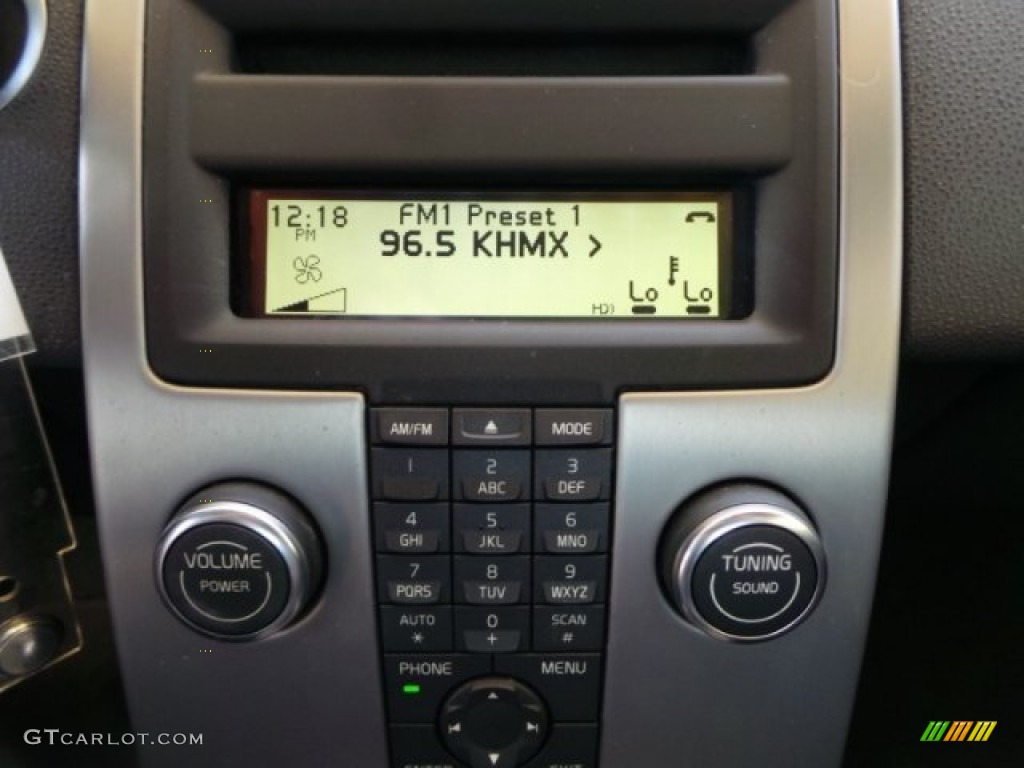 12:18
PM
FM1 Preset 1
96.5 KHMX >
HD)
Lo
Lo
AM/FM
MODE
1
2
ABC
3
DEF
4
GHI
5
JKL
6
MNO
7
PQRS
8
TUV
9
WXYZ
AUTO
*
0
+
SCAN
#
VOLUME
POWER
TUNING
SOUND
PHONE
MENU
GTCARLOT.COM